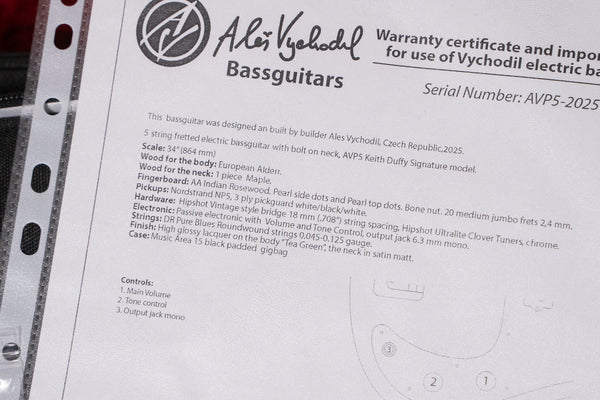 Aleš Vychodil
Bassguitars
Warranty certificate and impor
for use of Vychodil electric ba
Serial Number: AVP5-2025
This bassguitar was designed an built by builder Ales Vychodil, Czech Republic,2025.
5 string fretted electric bassguitar with bolt on neck, AVP5 Keith Duffy Signature model.
Scale: 34" (864 mm)
Wood for the body: European Alderr.
Wood for the neck: 1 piece Maple.
Fingerboard: AA Indian Rosewood, Pearl side dots and Pearl top dots. Bone nut. 20 medium jumbo frets 2,4 mm.
Pickups: Nordstrand NP5, 3 ply pickguard white/black/white.
Hardware: Hipshot Vintage style bridge 18 mm (.708") string spacing, Hipshot Ultralite Clover Tuners, chrome.
Electronic: Passive electronic with Volume and Tone Control, output jack 6.3 mm mono.
Strings: DR Pure Blues Roundwound strings 0.045-0.125 gauge.
Finish: High glossy lacquer on the body "Tea Green", the neck in satin matt.
Case: Music Area 15 black padded gigbag
Controls:
1. Main Volume
2. Tone control
3. Output jack mono
3
2
1